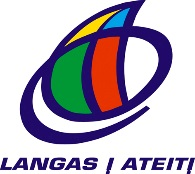 LANGAS Į ATEITĮ